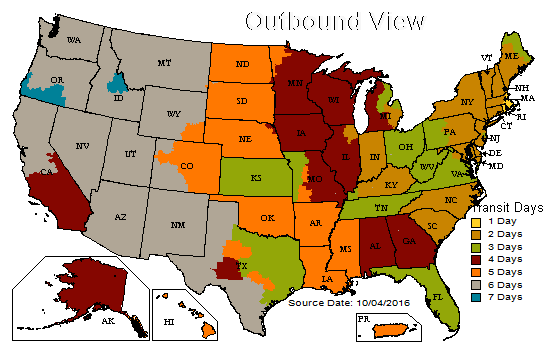 Outbound View
WA
OR
ID
MT
WY
NV
UT
CA
AZ
NM
CO
ND
SD
NE
KS
OK
TX
MN
IA
MO
AR
LA
WI
IL
MI
IN
OH
KY
TN
MS
AL
GA
FL
SC
NC
VA
WV
PA
NY
VT
ME
NH
MA
RI
CT
NJ
DE
MD
AK
HI
PR
Transit Days
1 Day
2 Days
3 Days
4 Days
5 Days
6 Days
7 Days
Source Date: 10/04/2016